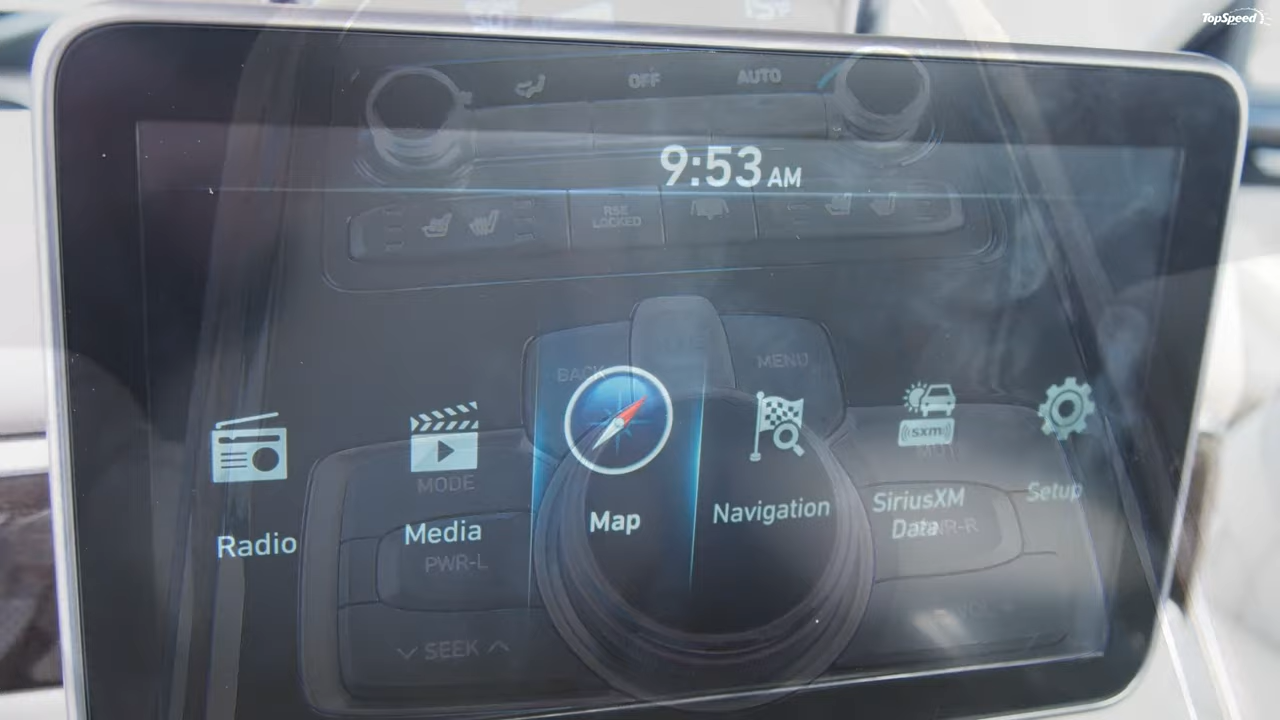 TopSpeed
OFF AUTO
9:53 AM
RSE
LOCKED
BACK MENU
sxm
MODE
Radio Media Map Navigation SiriusXM
Data Setup
PWR-L
SEEK